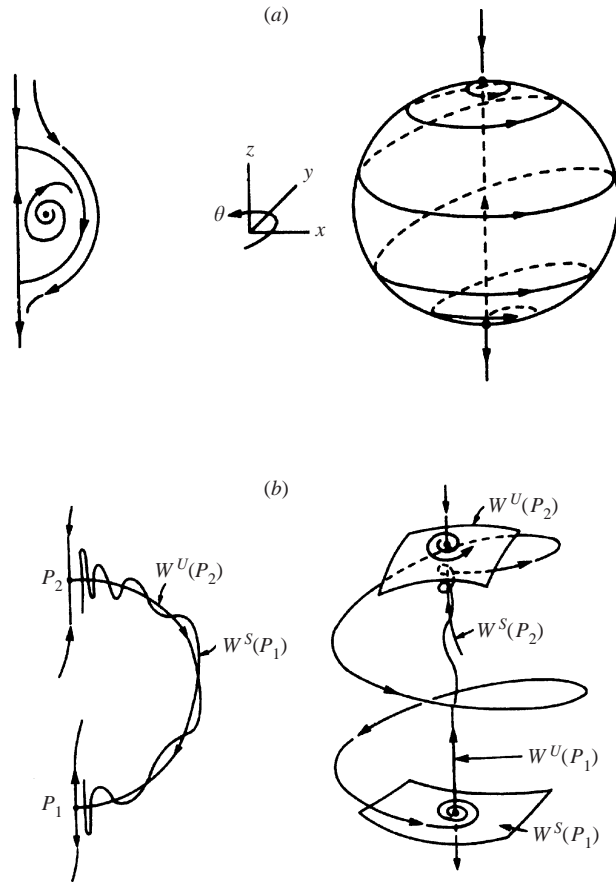 (a)
z
y
θ
x
(b)
W^U(P_2)
P_2
W^U(P_2)
W^S(P_1)
W^S(P_2)
W^U(P_1)
P_1
W^S(P_1)